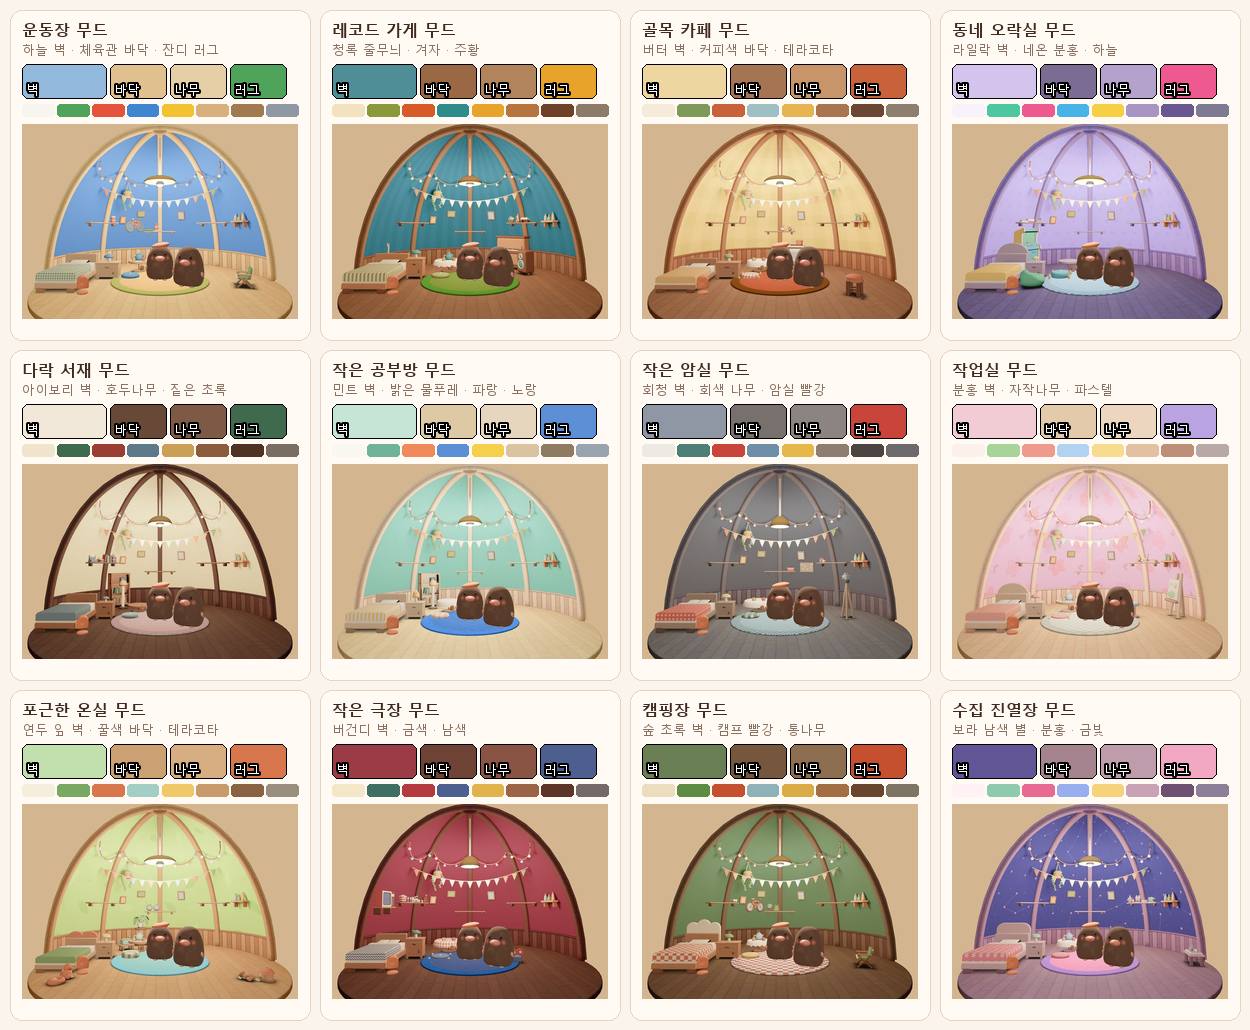 운동장 무드
하늘 벽 · 체육관 바닥 · 잔디 러그
벽 바닥 나무 러그
레코드 가게 무드
청록 줄무늬 · 겨자 · 주황
벽 바닥 나무 러그
골목 카페 무드
버터 벽 · 커피색 바닥 · 테라코타
벽 바닥 나무 러그
동네 오락실 무드
라일락 벽 · 네온 분홍 · 하늘
벽 바닥 나무 러그
다락 서재 무드
아이보리 벽 · 호두나무 · 짙은 초록
벽 바닥 나무 러그
작은 공부방 무드
민트 벽 · 밝은 물푸레 · 파랑 · 노랑
벽 바닥 나무 러그
작은 암실 무드
회청 벽 · 회색 나무 · 암실 빨강
벽 바닥 나무 러그
작업실 무드
분홍 벽 · 자작나무 · 파스텔
벽 바닥 나무 러그
포근한 온실 무드
연두 잎 벽 · 꿀색 바닥 · 테라코타
벽 바닥 나무 러그
작은 극장 무드
버건디 벽 · 금색 · 남색
벽 바닥 나무 러그
캠핑장 무드
숲 초록 벽 · 캠프 빨강 · 통나무
벽 바닥 나무 러그
수집 진열장 무드
보라 남색 별 · 분홍 · 금빛
벽 바닥 나무 러그